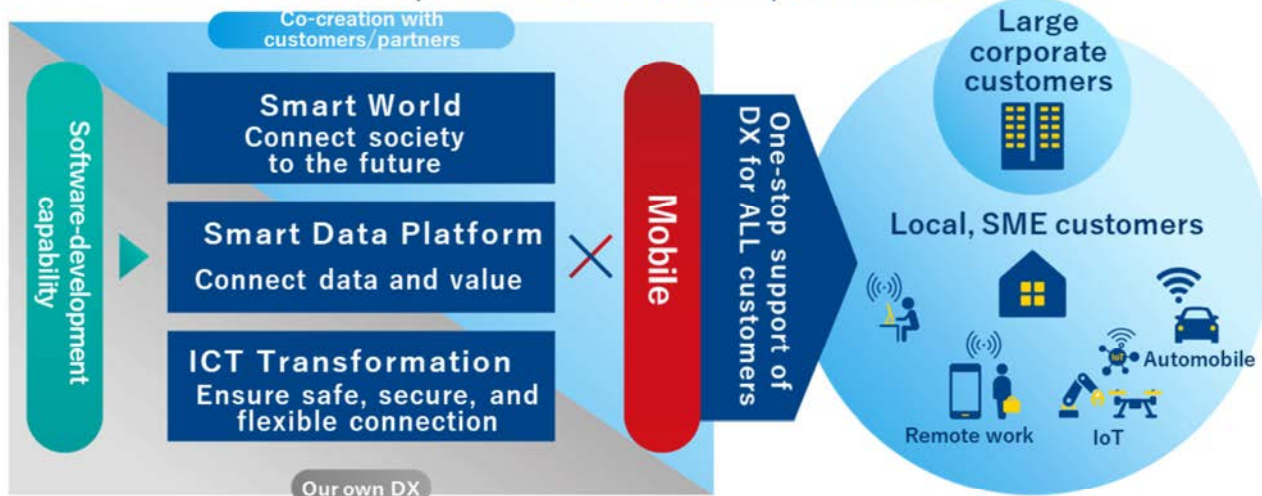 Co-creation with
customers/partners
Software-development
capability
Smart World
Connect society
to the future
Smart Data Platform
Connect data and value
ICT Transformation
Ensure safe, secure, and
flexible connection
Our own DX
Mobile
One-stop support of
DX for ALL customers
Large
corporate
customers
Local, SME customers
IoT
Automobile
Remote work
IoT